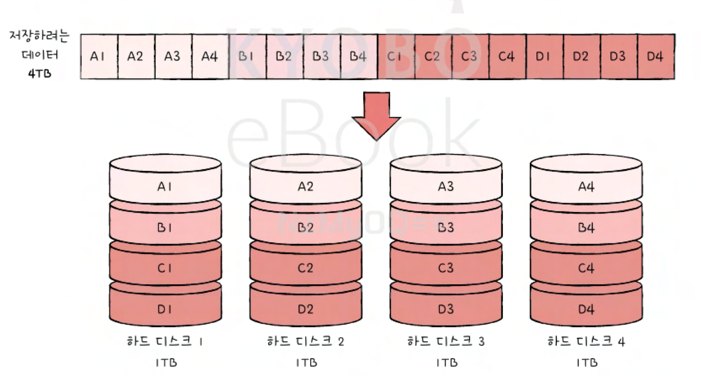 저장하려는
데이터
4TB
A1 A2 A3 A4 B1 B2 B3 B4 C1 C2 C3 C4 D1 D2 D3 D4
KYOBO
eBook
A1 A2 A3 A4
B1 B2 B3 B4
C1 C2 C3 C4
D1 D2 D3 D4
하드 디스크 1 하드 디스크 2 하드 디스크 3 하드 디스크 4
1TB 1TB 1TB 1TB